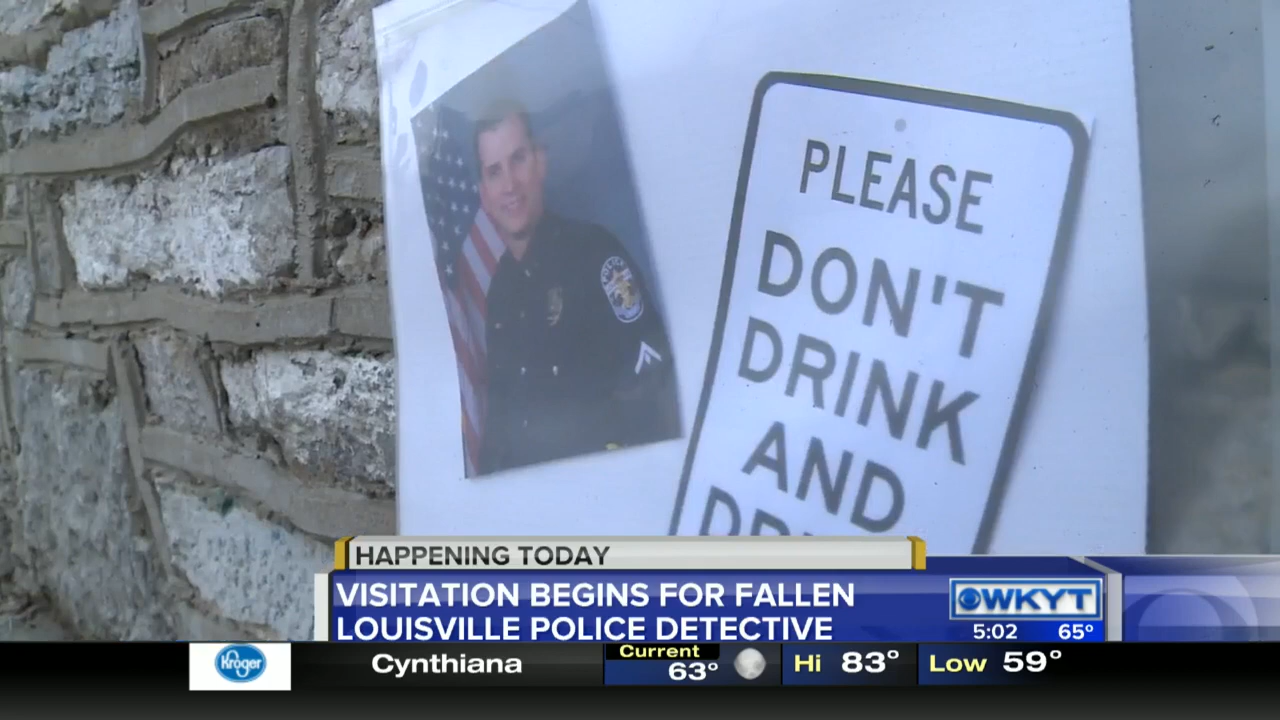 POLICE
PLEASE
DON'T
DRINK
AND
HAPPENING TODAY
VISITATION BEGINS FOR FALLEN
LOUISVILLE POLICE DETECTIVE
WKYT
5:02 65°
Kroger
Cynthiana
Current
63°
Hi 83°
Low 59°